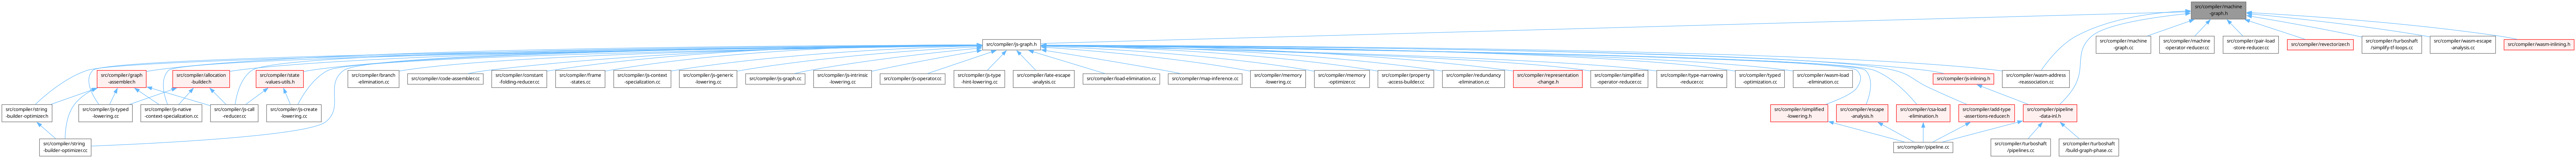 src/compiler/machine
-graph.h
src/compiler/js-graph.h
src/compiler/machine
-graph.cc
src/compiler/machine
-operator-reducer.cc
src/compiler/pair-load
-store-reducer.cc
src/compiler/revectorizer.h
src/compiler/turboshaft
/simplify-tf-loops.cc
src/compiler/wasm-escape
-analysis.cc
src/compiler/wasm-inlining.h
src/compiler/graph
-assembler.h
src/compiler/allocation
-builder.h
src/compiler/state
-values-utils.h
src/compiler/branch
-elimination.cc
src/compiler/code-assembler.cc
src/compiler/constant
-folding-reducer.cc
src/compiler/frame
-states.cc
src/compiler/js-context
-specialization.cc
src/compiler/js-generic
-lowering.cc
src/compiler/js-graph.cc
src/compiler/js-intrinsic
-lowering.cc
src/compiler/js-operator.cc
src/compiler/js-type
-hint-lowering.cc
src/compiler/late-escape
-analysis.cc
src/compiler/load-elimination.cc
src/compiler/map-inference.cc
src/compiler/memory
-lowering.cc
src/compiler/memory
-optimizer.cc
src/compiler/property
-access-builder.cc
src/compiler/redundancy
-elimination.cc
src/compiler/representation
-change.h
src/compiler/simplified
-operator-reducer.cc
src/compiler/type-narrowing
-reducer.cc
src/compiler/typed
-optimization.cc
src/compiler/wasm-load
-elimination.cc
src/compiler/js-inlining.h
src/compiler/wasm-address
-reassociation.cc
src/compiler/string
-builder-optimizer.h
src/compiler/js-typed
-lowering.cc
src/compiler/js-native
-context-specialization.cc
src/compiler/js-call
-reducer.cc
src/compiler/js-create
-lowering.cc
src/compiler/simplified
-lowering.h
src/compiler/escape
-analysis.h
src/compiler/csa-load
-elimination.h
src/compiler/add-type
-assertions-reducer.h
src/compiler/pipeline
-data-inl.h
src/compiler/string
-builder-optimizer.cc
src/compiler/pipeline.cc
src/compiler/turboshaft
/pipelines.cc
src/compiler/turboshaft
/build-graph-phase.cc